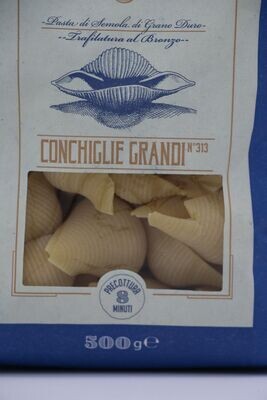 Pasta di Semola di Grano Duro
Trafilatura al Bronzo
CONCHIGLIE GRANDI N°313
PRECOTTURA
8
MINUTI
500g℮